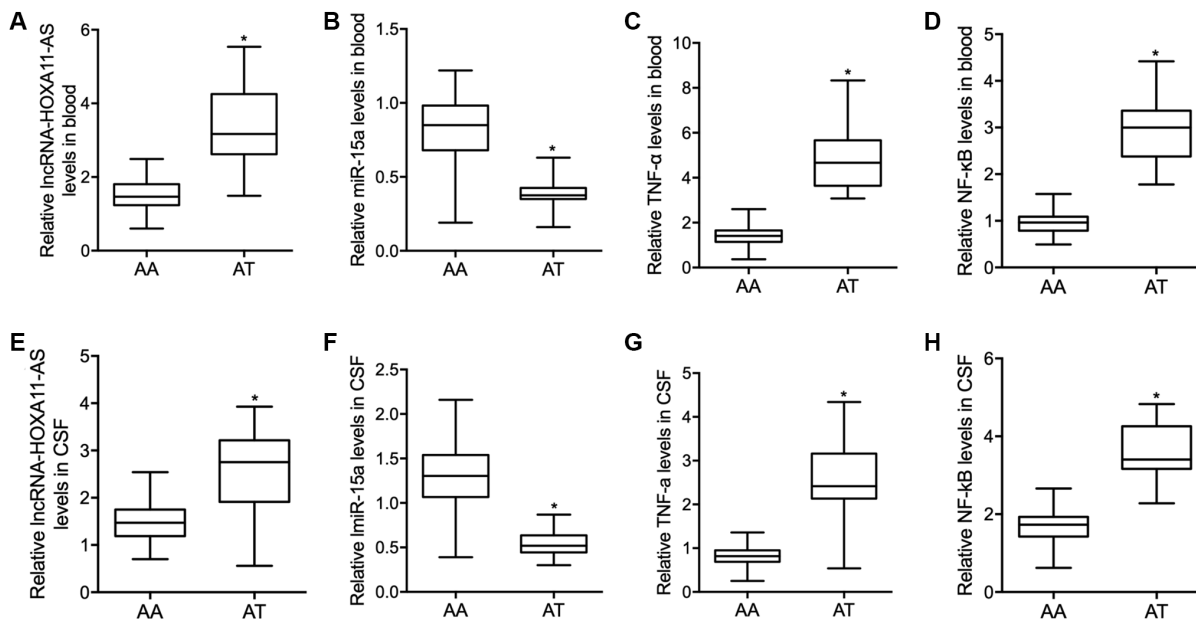 A
Relative lncRNA-HOXA11-AS
levels in blood
6
4
2
0
*
AA
AT
B
Relative miR-15a levels in blood
1.5
1.0
0.5
0.0
*
AA
AT
C
Relative TNF-α levels in blood
10
8
6
4
2
0
*
AA
AT
D
Relative NF-κB levels in blood
5
4
3
2
1
0
*
AA
AT
E
Relative lncRNA-HOXA11-AS
levels in CSF
5
4
3
2
1
0
*
AA
AT
F
Relative lmiR-15a levels in CSF
2.5
2.0
1.5
1.0
0.5
0.0
*
AA
AT
G
Relative TNF-a levels in CSF
5
4
3
2
1
0
*
AA
AT
H
Relative NF-kB levels in CSF
6
4
2
0
*
AA
AT